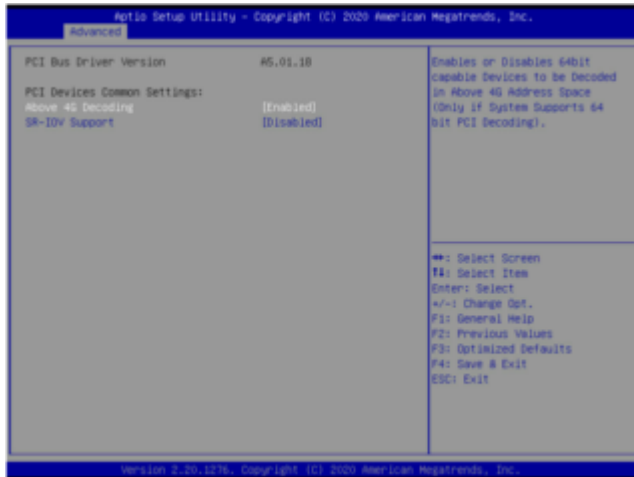 Aptio Setup Utility - Copyright (C) 2020 American Megatrends, Inc.
Advanced
PCI Bus Driver Version A5.01.18
PCI Devices Common Settings:
Above 4G Decoding [Enabled]
SR-IOV Support [Disabled]
Enables or Disables 64bit
capable Devices to be Decoded
in Above 4G Address Space
(Only if System Supports 64
bit PCI Decoding).
→←: Select Screen
↑↓: Select Item
Enter: Select
+/-: Change Opt.
F1: General Help
F2: Previous Values
F3: Optimized Defaults
F4: Save & Exit
ESC: Exit
Version 2.20.1276. Copyright (C) 2020 American Megatrends, Inc.